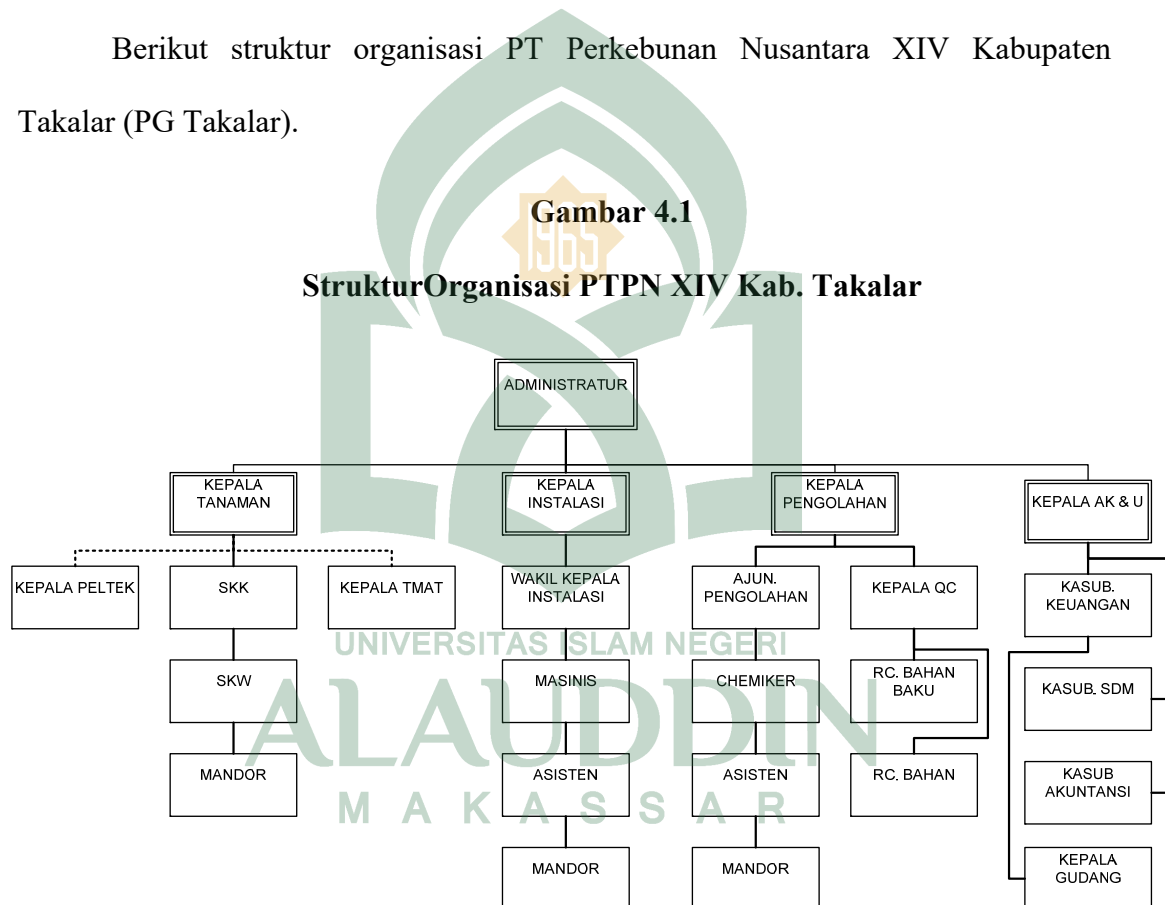 Berikut struktur organisasi PT Perkebunan Nusantara XIV Kabupaten
Takalar (PG Takalar).
1965
Gambar 4.1
StrukturOrganisasi PTPN XIV Kab. Takalar
ADMINISTRATUR
KEPALA
TANAMAN
KEPALA
INSTALASI
KEPALA
PENGOLAHAN
KEPALA AK & U
KEPALA PELTEK
SKK
KEPALA TMAT
WAKIL KEPALA
INSTALASI
AJUN.
PENGOLAHAN
KEPALA QC
KASUB.
KEUANGAN
UNIVERSITAS ISLAM NEGERI
SKW
MASINIS
CHEMIKER
RC. BAHAN
BAKU
KASUB. SDM
ALAUDDIN
MANDOR
ASISTEN
ASISTEN
RC. BAHAN
KASUB
AKUNTANSI
MAKASSAR
MANDOR
MANDOR
KEPALA
GUDANG